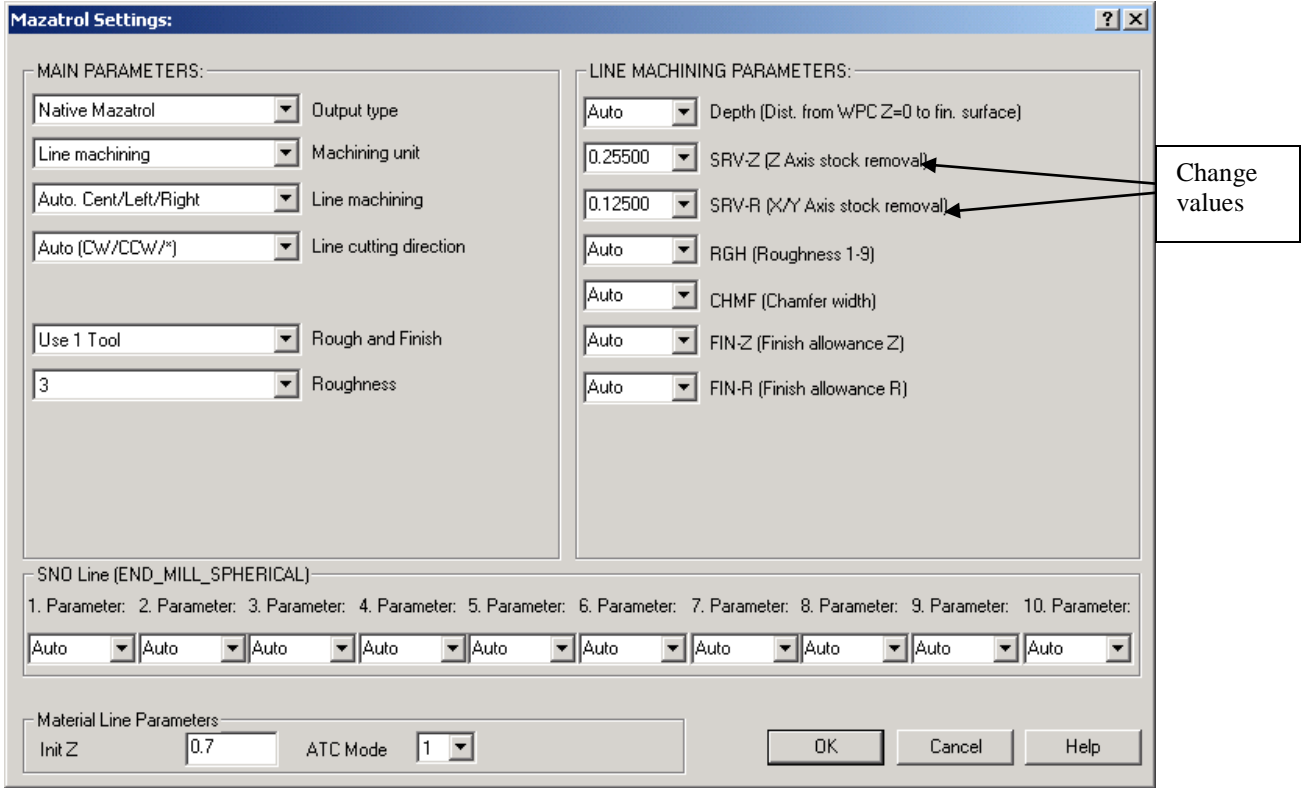 Mazatrol Settings:
MAIN PARAMETERS:
Native Mazatrol Output type
Line machining Machining unit
Auto. Cent/Left/Right Line machining
Auto (CW/CCW/*) Line cutting direction
Use 1 Tool Rough and Finish
3 Roughness
LINE MACHINING PARAMETERS:
Auto Depth (Dist. from WPC Z=0 to fin. surface)
0.25500 SRV-Z (Z Axis stock removal)
0.12500 SRV-R (X/Y Axis stock removal)
Auto RGH (Roughness 1-9)
Auto CHMF (Chamfer width)
Auto FIN-Z (Finish allowance Z)
Auto FIN-R (Finish allowance R)
Change
values
SNO Line (END_MILL_SPHERICAL)
1. Parameter: 2. Parameter: 3. Parameter: 4. Parameter: 5. Parameter: 6. Parameter: 7. Parameter: 8. Parameter: 9. Parameter: 10. Parameter:
Auto Auto Auto Auto Auto Auto Auto Auto Auto Auto
Material Line Parameters
Init Z 0.7 ATC Mode 1
OK Cancel Help